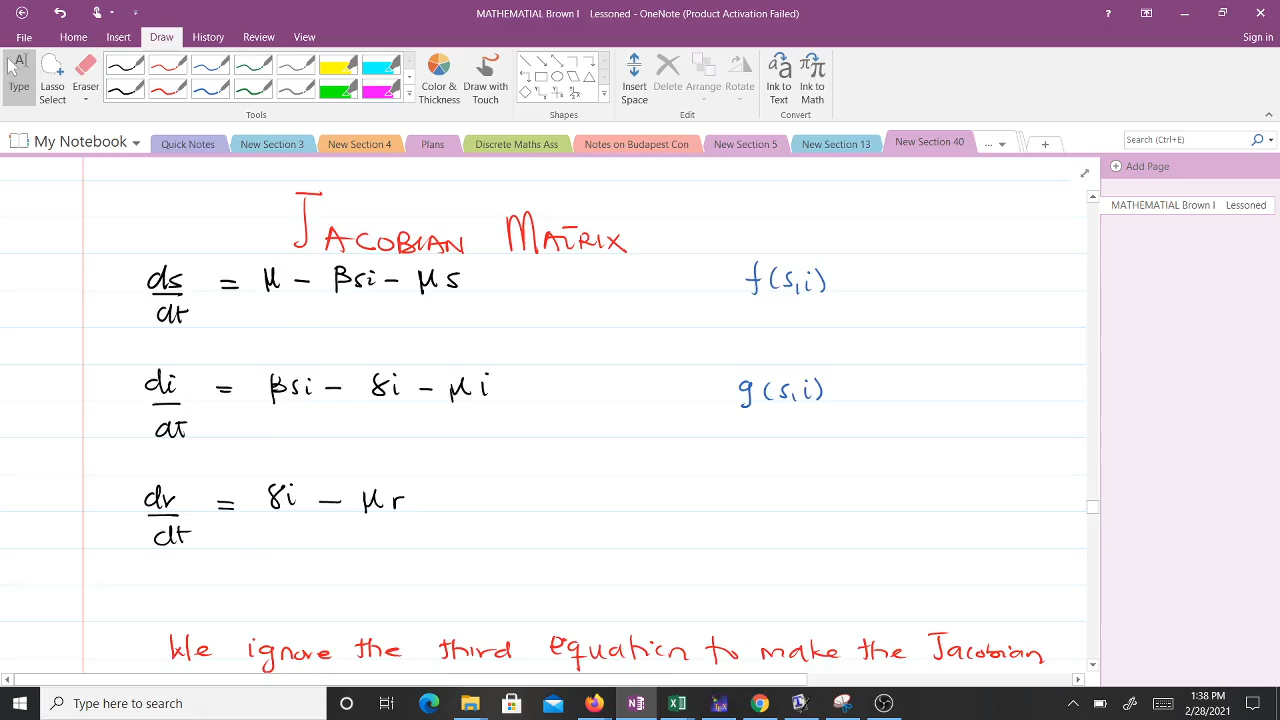 MATHEMATIAL Brown I Lessoned - OneNote (Product Activation Failed)
File Home Insert Draw History Review View Sign in
Type Lasso Select Eraser Color & Thickness Draw with Touch Insert Space Delete Arrange Rotate Ink to Text Ink to Math
Tools Shapes Edit Convert
My Notebook Quick Notes New Section 3 New Section 4 Plans Discrete Maths Ass Notes on Budapest Con New Section 5 New Section 13 New Section 40 ... Search (Ctrl+E)
Add Page
MATHEMATIAL Brown I Lessoned
JACOBIAN MATRIX
ds/dt = μ - βsi - μs f(s,i)
di/dt = βsi - γi - μi g(s,i)
dr/dt = γi - μr
We ignore the third equation to make the Jacobian
Type here to search
1:38 PM
2/28/2021